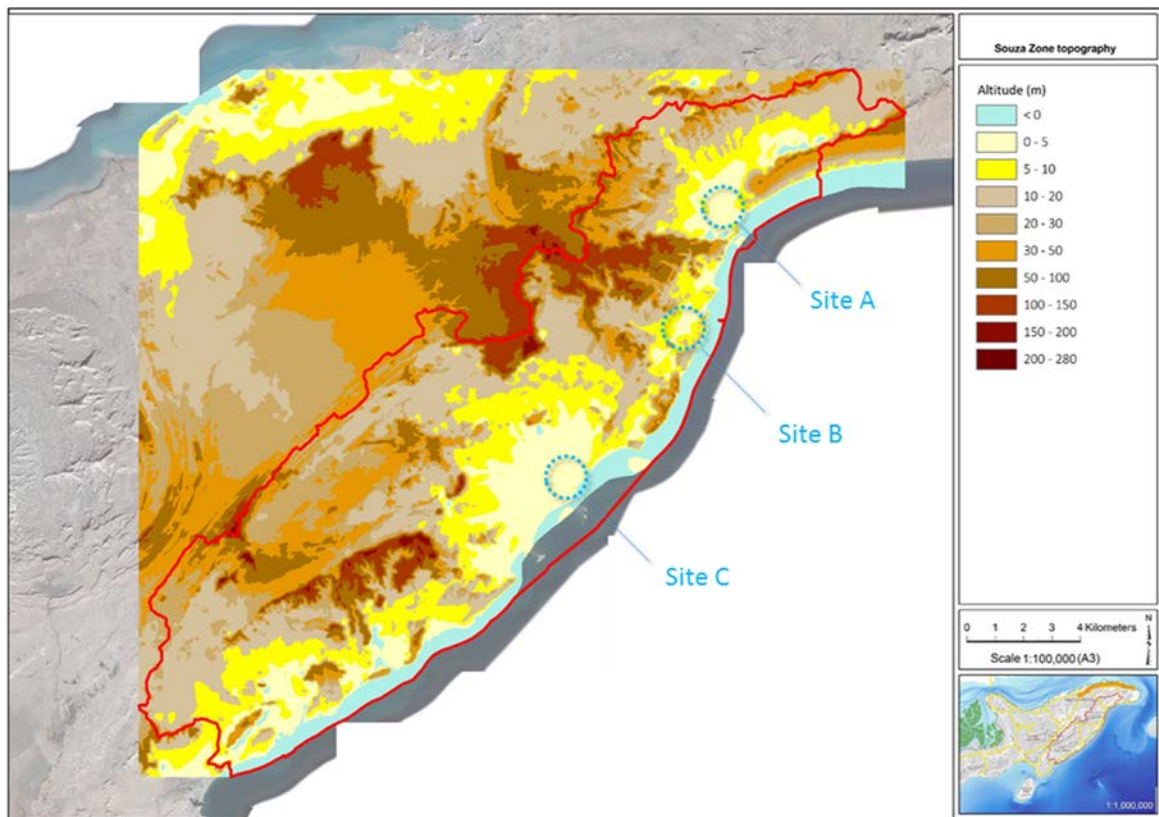 Souza Zone topography
Altitude (m)
< 0
0 - 5
5 - 10
10 - 20
20 - 30
30 - 50
50 - 100
100 - 150
150 - 200
200 - 280
Site A
Site B
Site C
N
0 1 2 4 Kilometers
Scale 1:100,000 (A3)
1:1,000,000